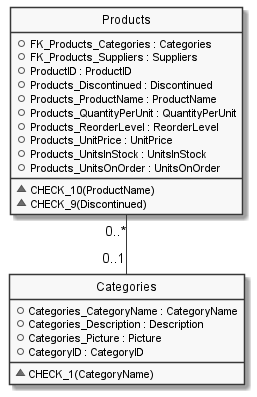 Products
FK_Products_Categories : Categories
FK_Products_Suppliers : Suppliers
ProductID : ProductID
Products_Discontinued : Discontinued
Products_ProductName : ProductName
Products_QuantityPerUnit : QuantityPerUnit
Products_ReorderLevel : ReorderLevel
Products_UnitPrice : UnitPrice
Products_UnitsInStock : UnitsInStock
Products_UnitsOnOrder : UnitsOnOrder
CHECK_10(ProductName)
CHECK_9(Discontinued)
0..*
0..1
Categories
Categories_CategoryName : CategoryName
Categories_Description : Description
Categories_Picture : Picture
CategoryID : CategoryID
CHECK_1(CategoryName)